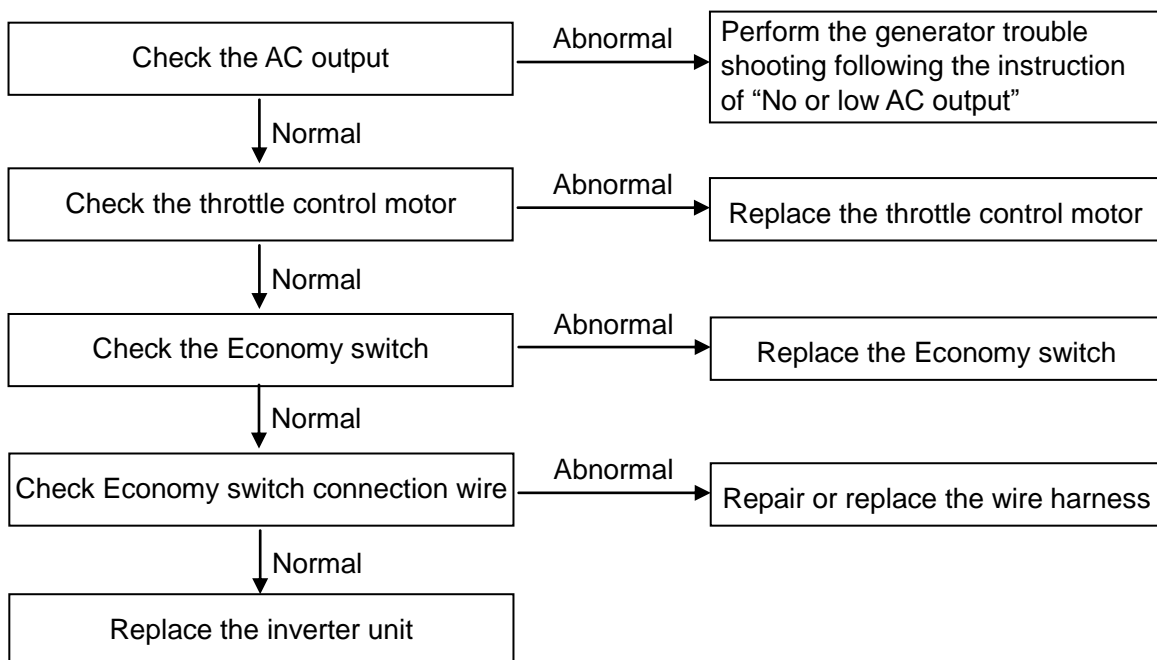 Check the AC output
Abnormal
Perform the generator trouble
shooting following the instruction
of “No or low AC output”
Normal
Check the throttle control motor
Abnormal
Replace the throttle control motor
Normal
Check the Economy switch
Abnormal
Replace the Economy switch
Normal
Check Economy switch connection wire
Abnormal
Repair or replace the wire harness
Normal
Replace the inverter unit